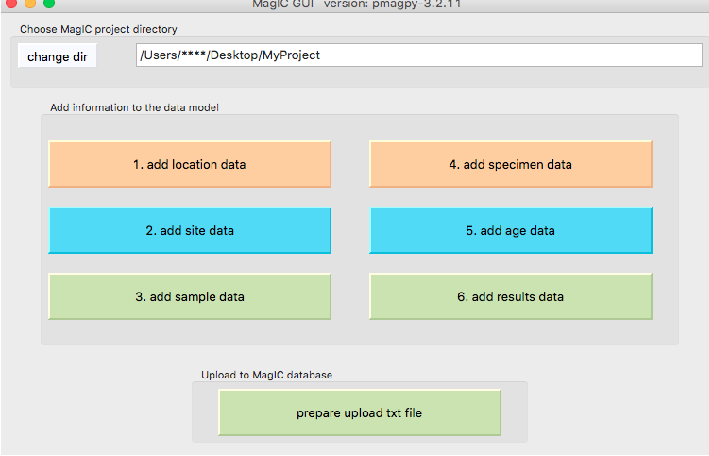 MagIC GUI version: pmagpy-3.2.11
Choose MagIC project directory
change dir
/Users/****/Desktop/MyProject
Add information to the data model
1. add location data
4. add specimen data
2. add site data
5. add age data
3. add sample data
6. add results data
Upload to MagIC database
prepare upload txt file